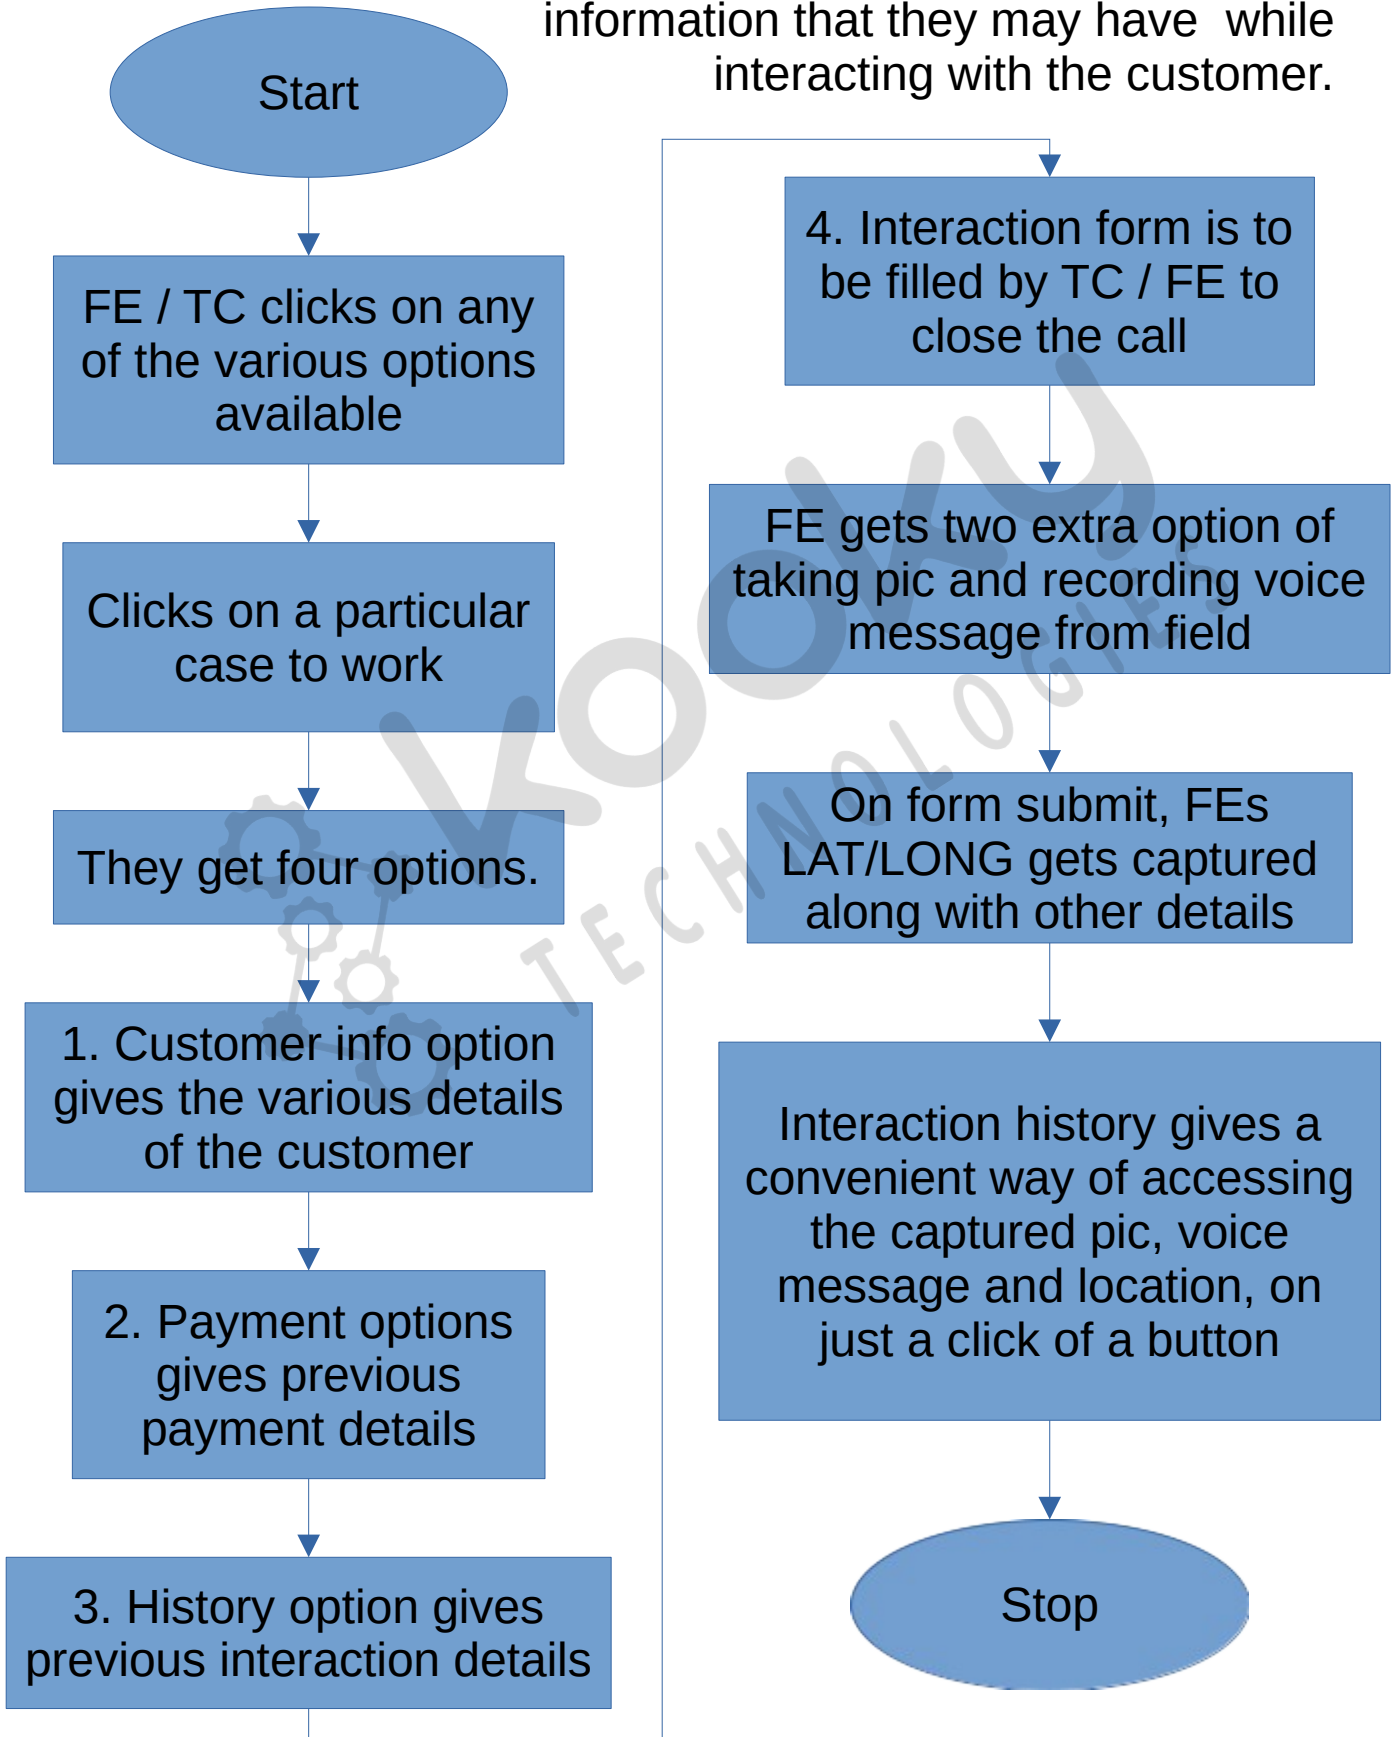 information that they may have  while
interacting with the customer.
Start
FE / TC clicks on any
of the various options
available
Clicks on a particular
case to work
They get four options.
1. Customer info option
gives the various details
of the customer
2. Payment options
gives previous
payment details
3. History option gives
previous interaction details
4. Interaction form is to
be filled by TC / FE to
close the call
FE gets two extra option of
taking pic and recording voice
message from field
On form submit, FEs
LAT/LONG gets captured
along with other details
Interaction history gives a
convenient way of accessing
the captured pic, voice
message and location, on
just a click of a button
Stop
kooky
TECHNOLOGIES